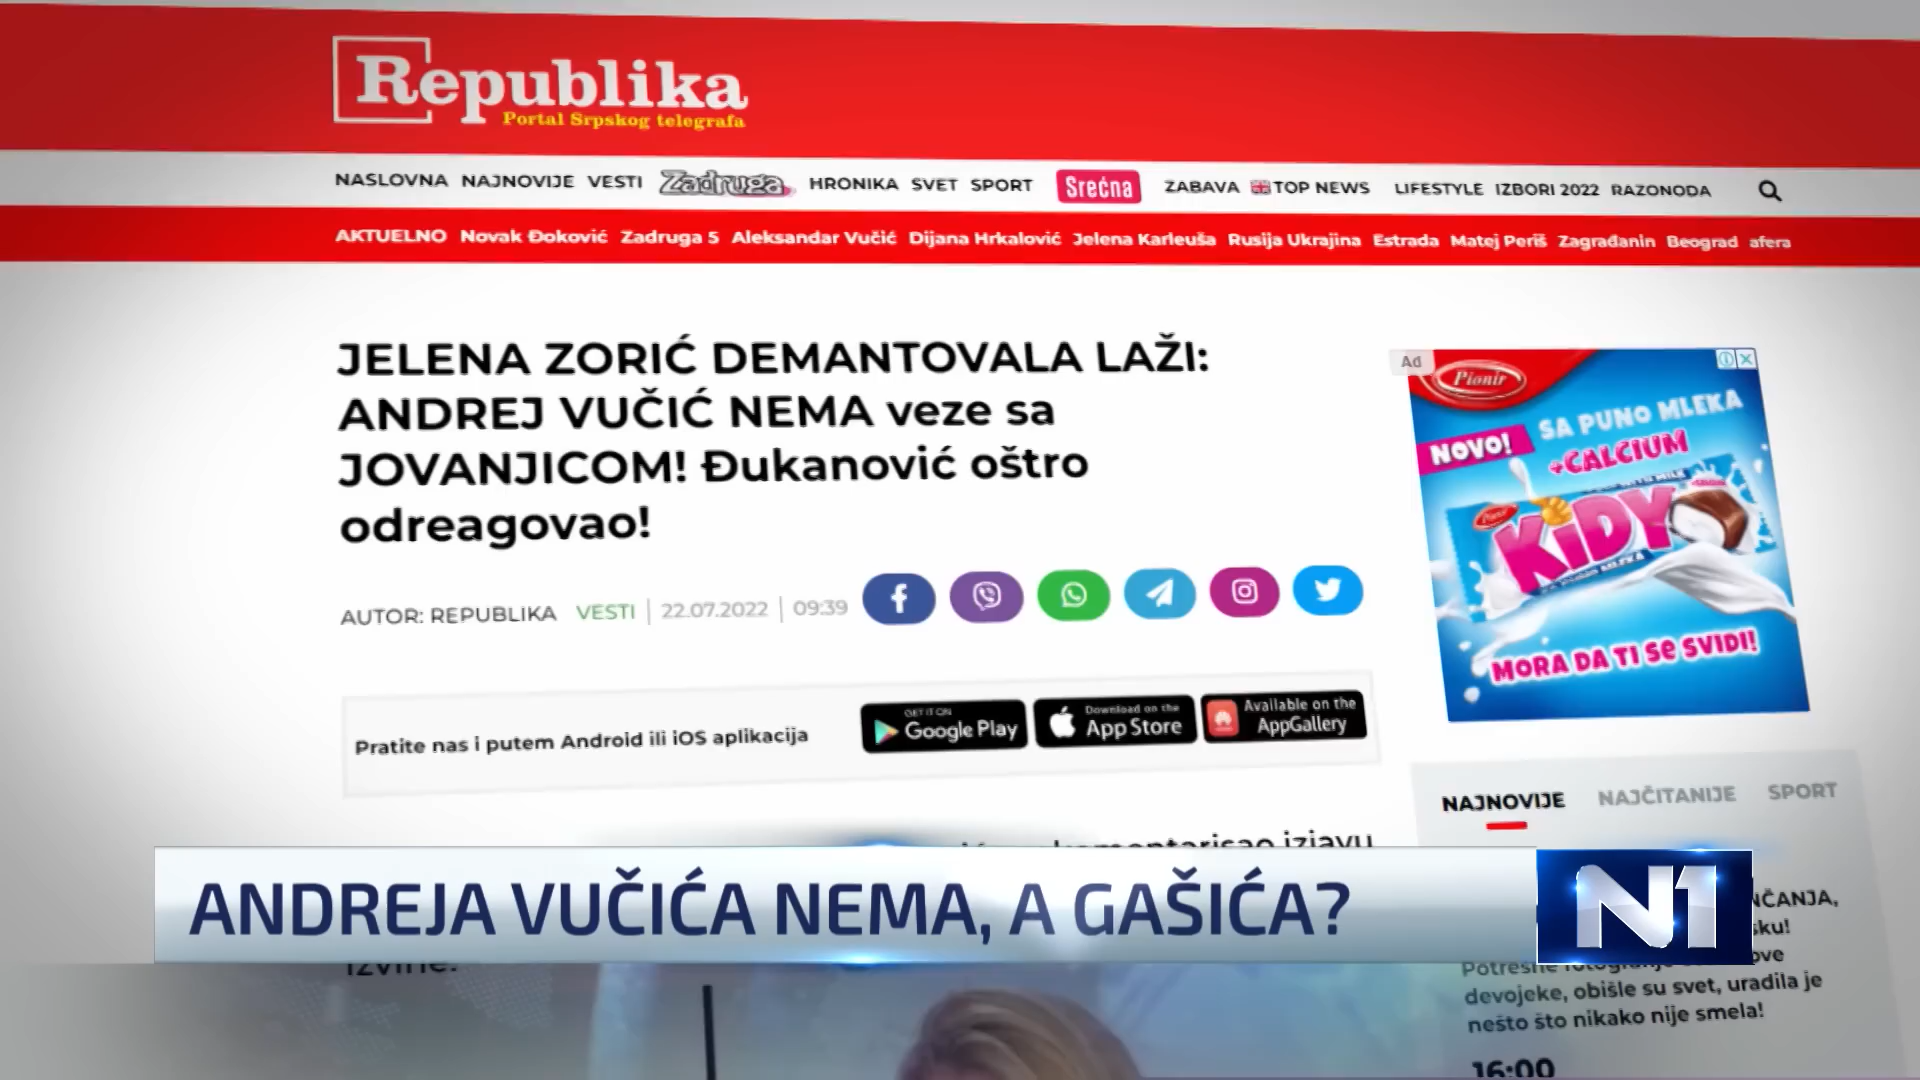 Republika
Portal Srpskog telegrafa
NASLOVNA NAJNOVIJE VESTI Zadruga HRONIKA SVET SPORT Srećna ZABAVA TOP NEWS LIFESTYLE IZBORI 2022 RAZONODA
AKTUELNO Novak Đoković Zadruga 5 Aleksandar Vučić Dijana Hrkalović Jelena Karleuša Rusija Ukrajina Estrada Matej Periš Zagrađanin Beograd afera
JELENA ZORIĆ DEMANTOVALA LAŽI:
ANDREJ VUČIĆ NEMA veze sa
JOVANJICOM! Đukanović oštro
odreagovao!
AUTOR: REPUBLIKA VESTI 22.07.2022 09:39
Pratite nas i putem Android ili iOS aplikacija
GET IT ON
Google Play
Download on the
App Store
Available on the
AppGallery
Ad
Pionir
NOVO!
SA PUNO MLEKA
+CALCIUM
Pionir
KIDY
MORA DA TI SE SVIDI!
NAJNOVIJE NAJČITANIJE SPORT
komentarisao izjavu
ANDREJA VUČIĆA NEMA, A GAŠIĆA?
N1
devojeke, obišle su svet, uradila je
nešto što nikako nije smela!
16:00